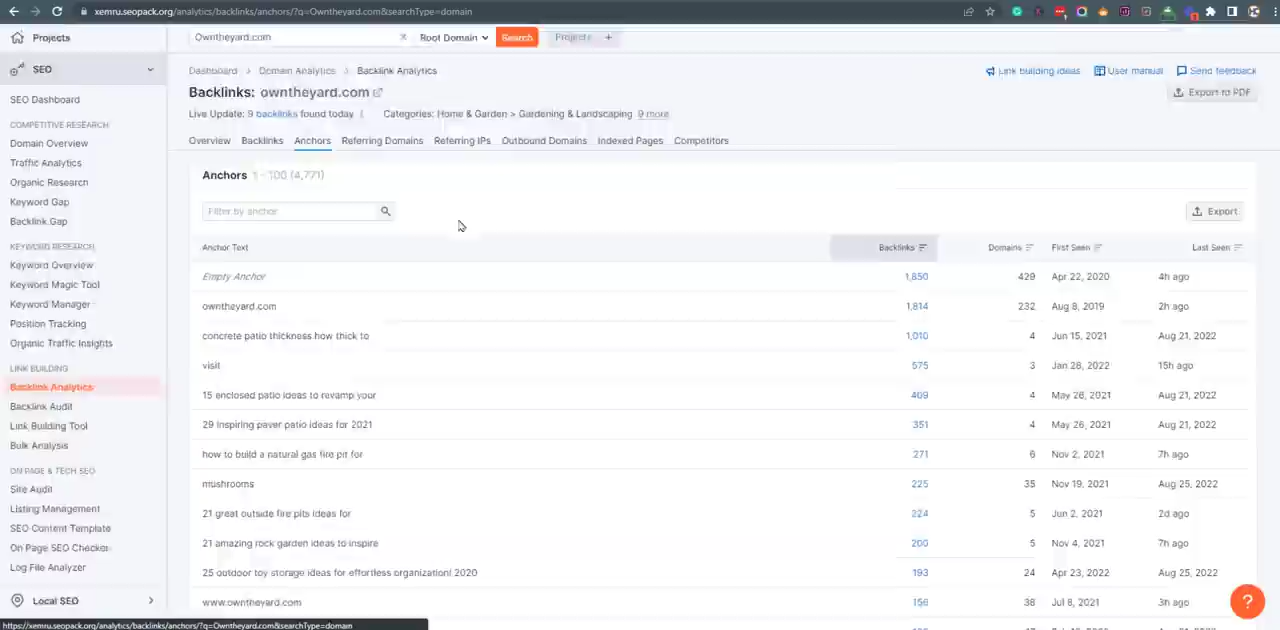 xemru.seopack.org/analytics/backlinks/anchors/?q=Owntheyard.com&searchType=domain
Projects
Owntheyard.com × Root Domain Search Projects +
SEO
Dashboard > Domain Analytics > Backlink Analytics
Link building ideas User manual Send feedback
Backlinks: owntheyard.com
Export to PDF
SEO Dashboard
Live Update: 9 backlinks found today Categories: Home & Garden > Gardening & Landscaping 9 more
COMPETITIVE RESEARCH
Domain Overview
Overview Backlinks Anchors Referring Domains Referring IPs Outbound Domains Indexed Pages Competitors
Traffic Analytics
Organic Research
Keyword Gap
Backlink Gap
Anchors 1 - 100 (4,771)
Filter by anchor
Export
KEYWORD RESEARCH
Keyword Overview
Keyword Magic Tool
Keyword Manager
Position Tracking
Organic Traffic Insights
LINK BUILDING
Backlink Analytics
Backlink Audit
Link Building Tool
Bulk Analysis
ON PAGE & TECH SEO
Site Audit
Listing Management
SEO Content Template
On Page SEO Checker
Log File Analyzer
Local SEO >
Anchor Text Backlinks Domains First Seen Last Seen
Empty Anchor 1,850 429 Apr 22, 2020 4h ago
owntheyard.com 1,814 232 Aug 8, 2019 2h ago
concrete patio thickness how thick to 1,010 4 Jun 15, 2021 Aug 21, 2022
visit 575 3 Jan 28, 2022 15h ago
15 enclosed patio ideas to revamp your 409 4 May 26, 2021 Aug 21, 2022
29 inspiring paver patio ideas for 2021 351 4 May 26, 2021 Aug 21, 2022
how to build a natural gas fire pit for 271 6 Nov 2, 2021 7h ago
mushrooms 225 35 Nov 19, 2021 Aug 25, 2022
21 great outside fire pits ideas for 224 5 Jun 2, 2021 2d ago
21 amazing rock garden ideas to inspire 200 5 Nov 4, 2021 7h ago
25 outdoor toy storage ideas for effortless organization! 2020 193 24 Apr 23, 2022 Aug 25, 2022
www.owntheyard.com 156 38 Jul 8, 2021 3h ago
?
https://xemru.seopack.org/analytics/backlinks/anchors/?q=Owntheyard.com&searchType=domain